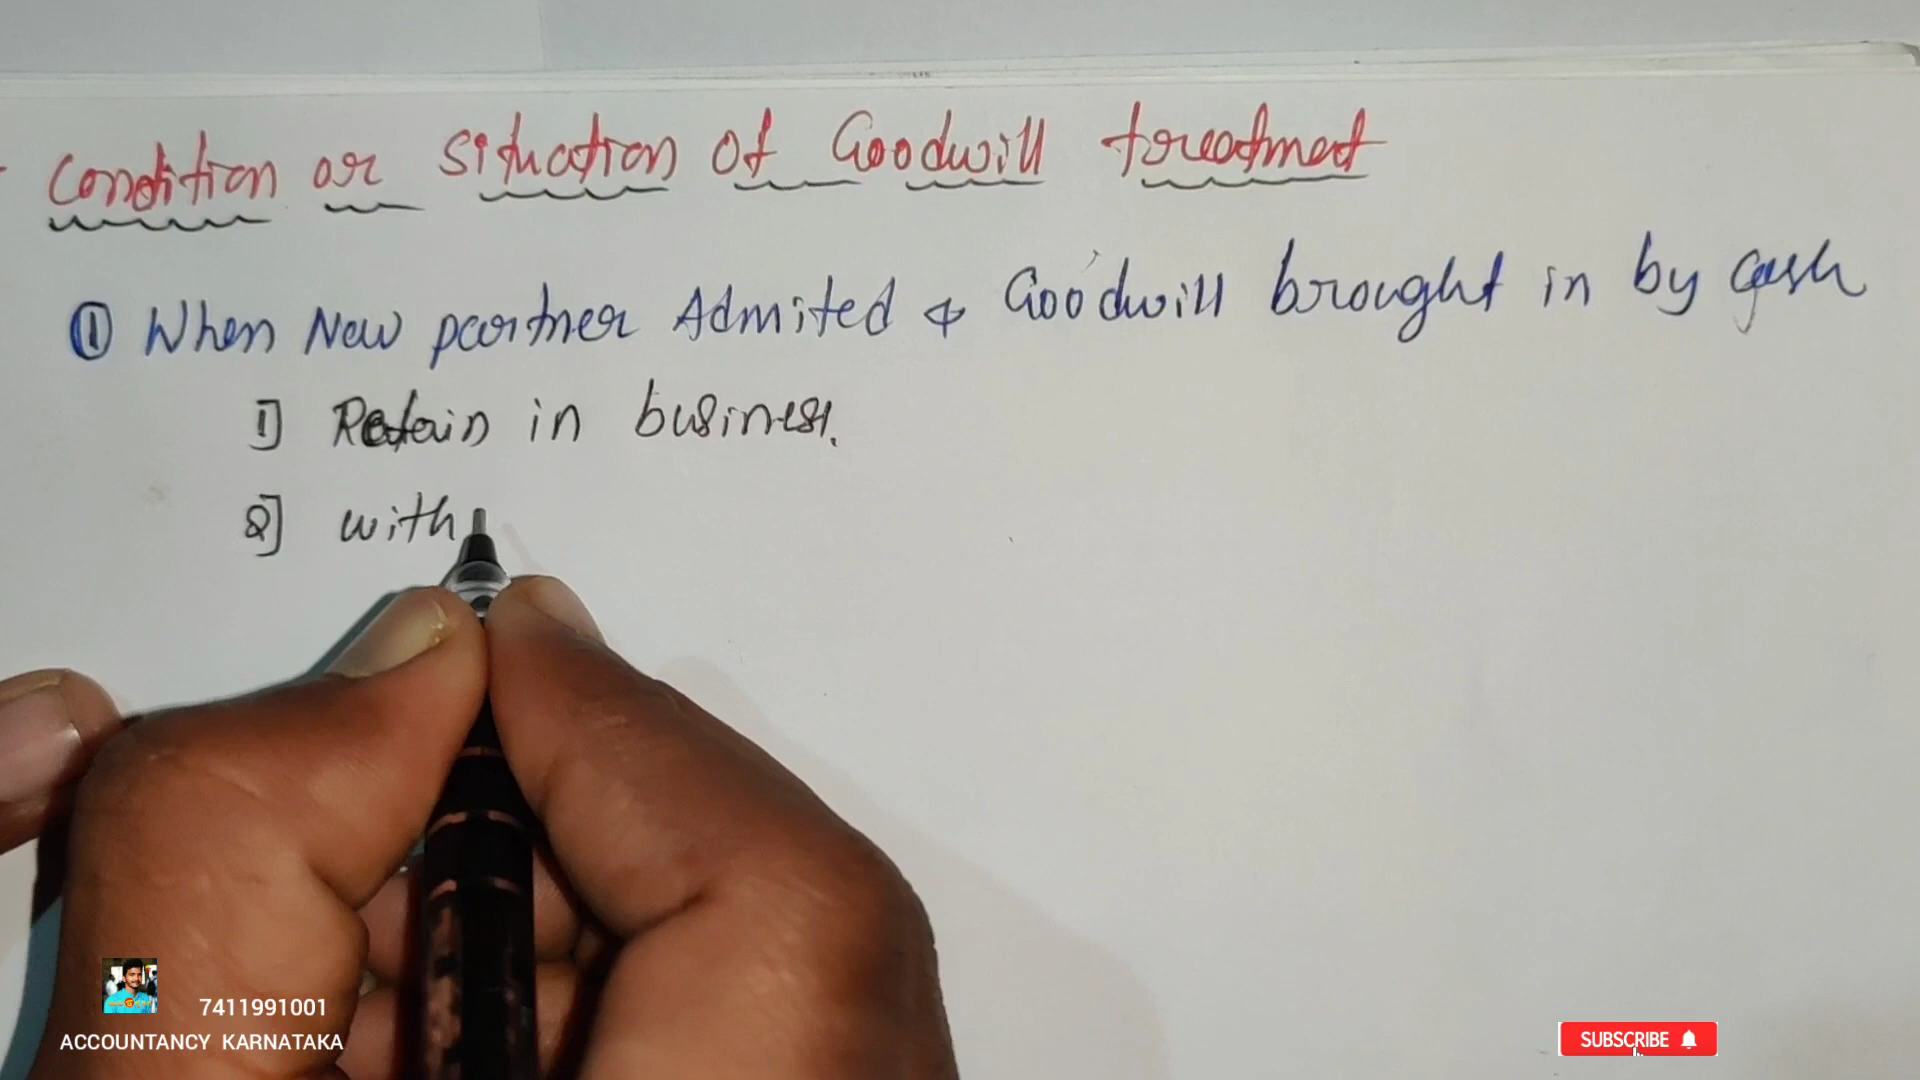 Condition or situation of Goodwill treatment
① When New partner Admited & Goodwill brought in by cash
1] Retain in business.
2] with
7411991001
ACCOUNTANCY KARNATAKA
SUBSCRIBE